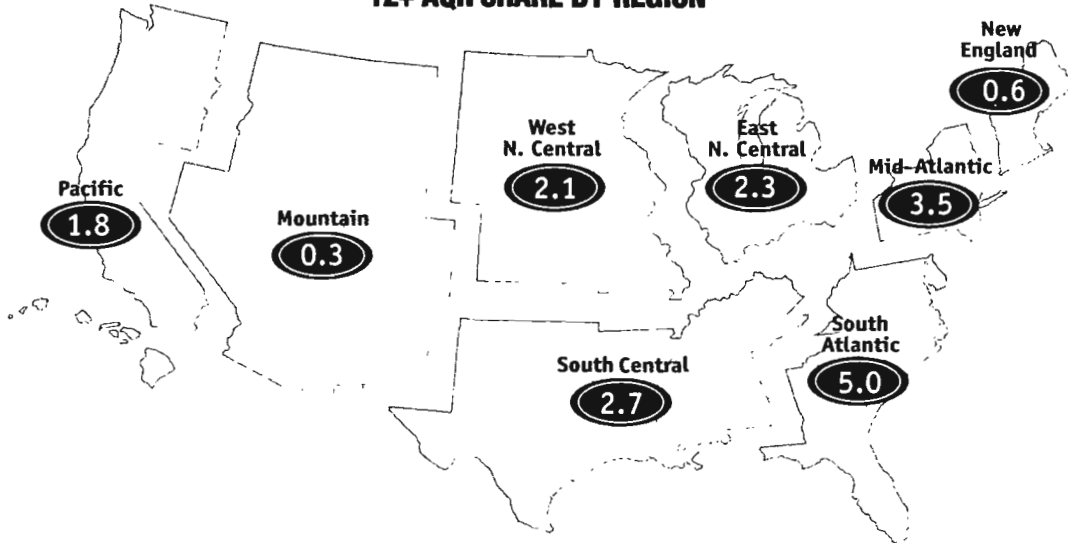 12+ AQH SHARE BY REGION
New
England
0.6
West
N. Central
2.1
East
N. Central
2.3
Mid-Atlantic
3.5
Pacific
1.8
Mountain
0.3
South
Atlantic
5.0
South Central
2.7